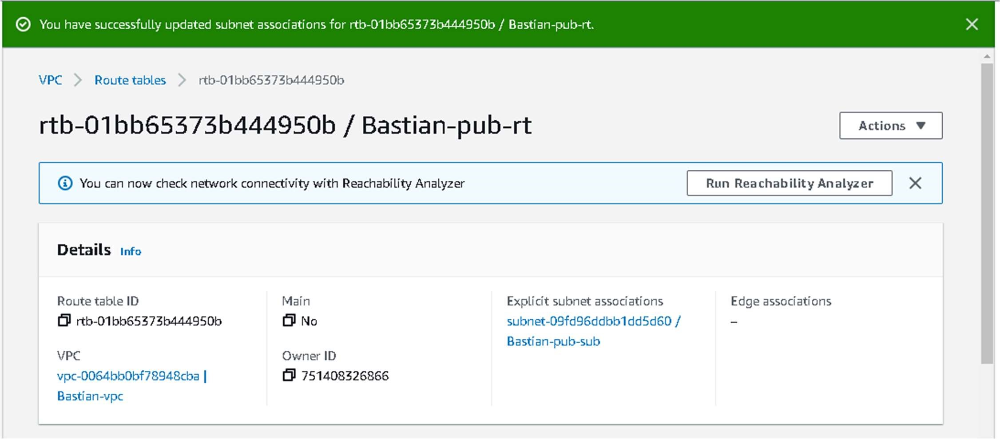 You have successfully updated subnet associations for rtb-01bb65373b444950b / Bastian-pub-rt.
VPC
Route tables
rtb-01bb65373b444950b
rtb-01bb65373b444950b / Bastian-pub-rt
Actions
You can now check network connectivity with Reachability Analyzer
Run Reachability Analyzer
Details Info
Route table ID
rtb-01bb65373b444950b
VPC
vpc-0064bb0bf78948cba |
Bastian-vpc
Main
No
Owner ID
751408326866
Explicit subnet associations
subnet-09fd96ddbb1dd5d60 /
Bastian-pub-sub
Edge associations
–